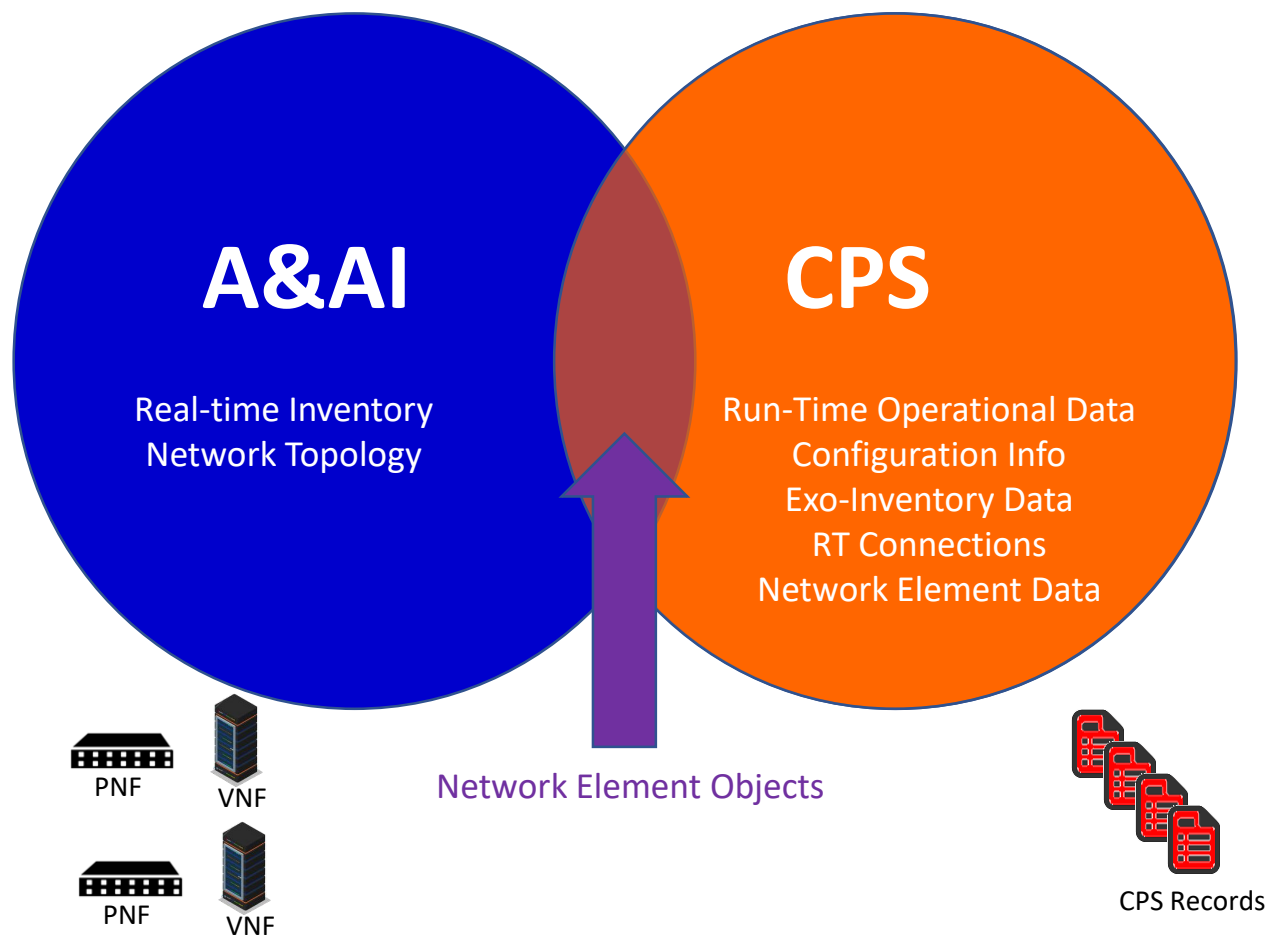 A&AI
Real-time Inventory
Network Topology
CPS
Run-Time Operational Data
Configuration Info
Exo-Inventory Data
RT Connections
Network Element Data
Network Element Objects
PNF
VNF
PNF
VNF
CPS Records